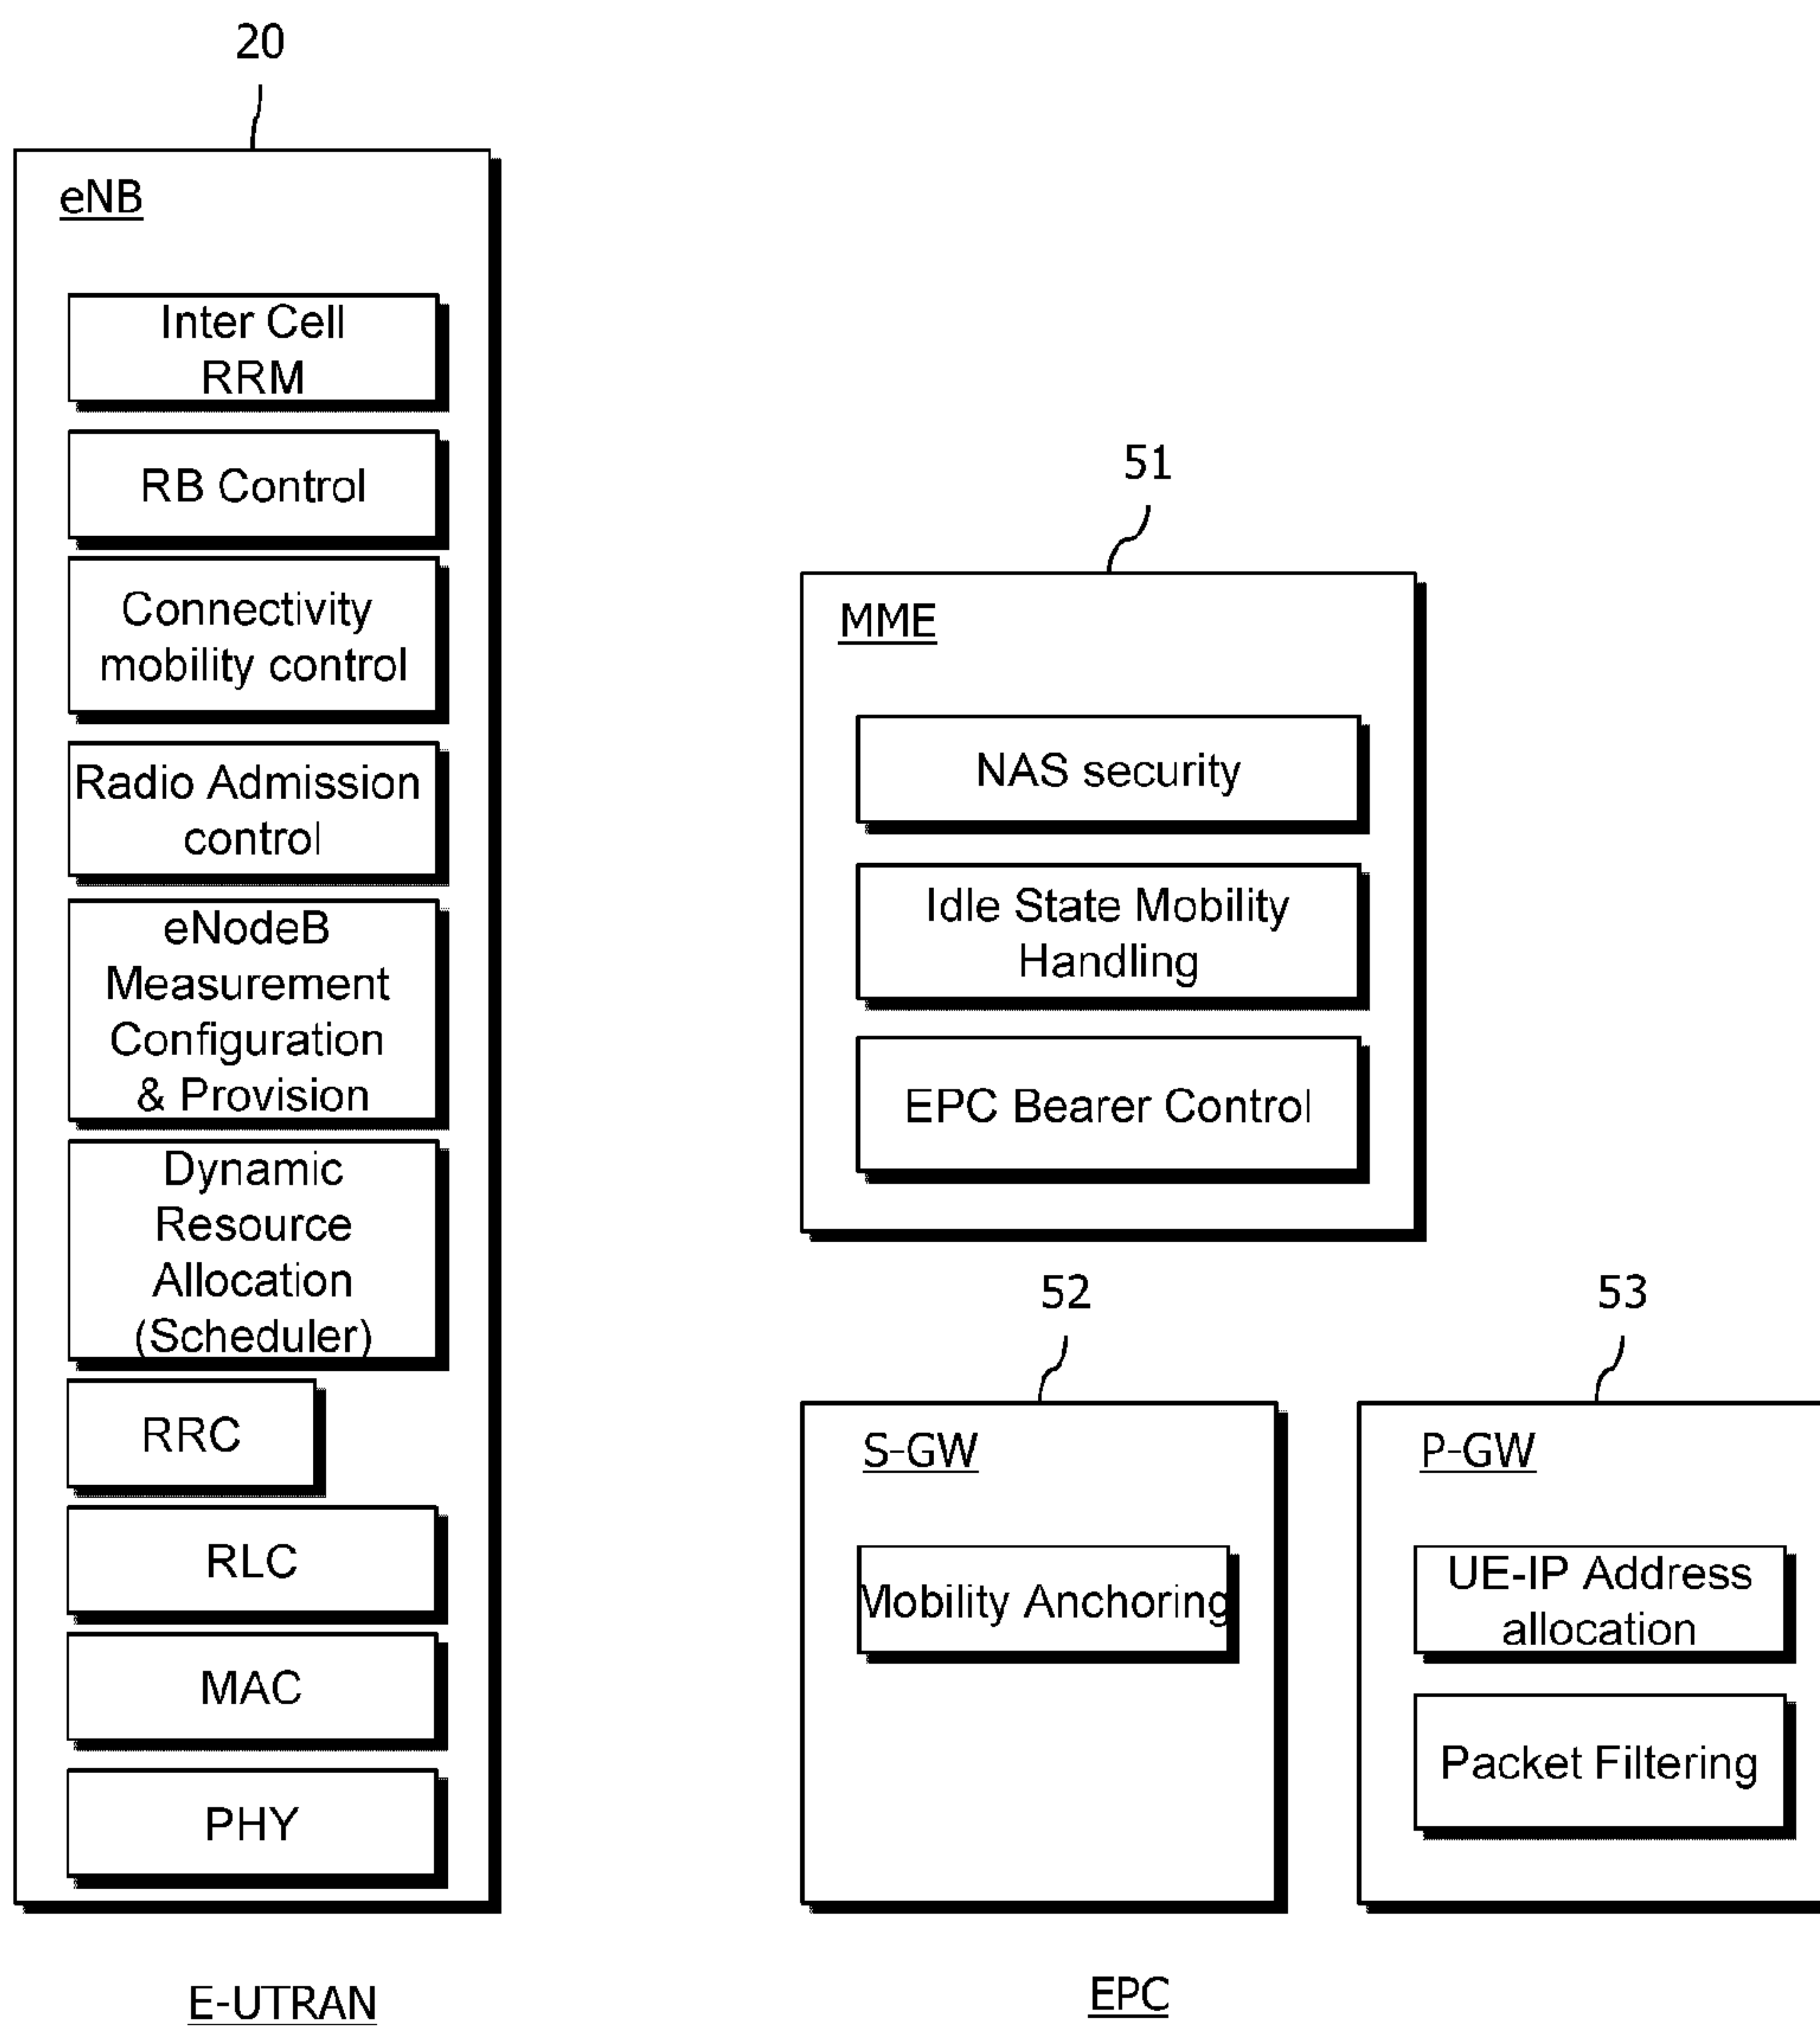 20
eNB
Inter Cell
RRM
RB Control
Connectivity
mobility control
Radio Admission
control
eNodeB
Measurement
Configuration
& Provision
Dynamic
Resource
Allocation
(Scheduler)
RRC
RLC
MAC
PHY
E-UTRAN
51
MME
NAS security
Idle State Mobility
Handling
EPC Bearer Control
52
S-GW
Mobility Anchoring
53
P-GW
UE-IP Address
allocation
Packet Filtering
EPC